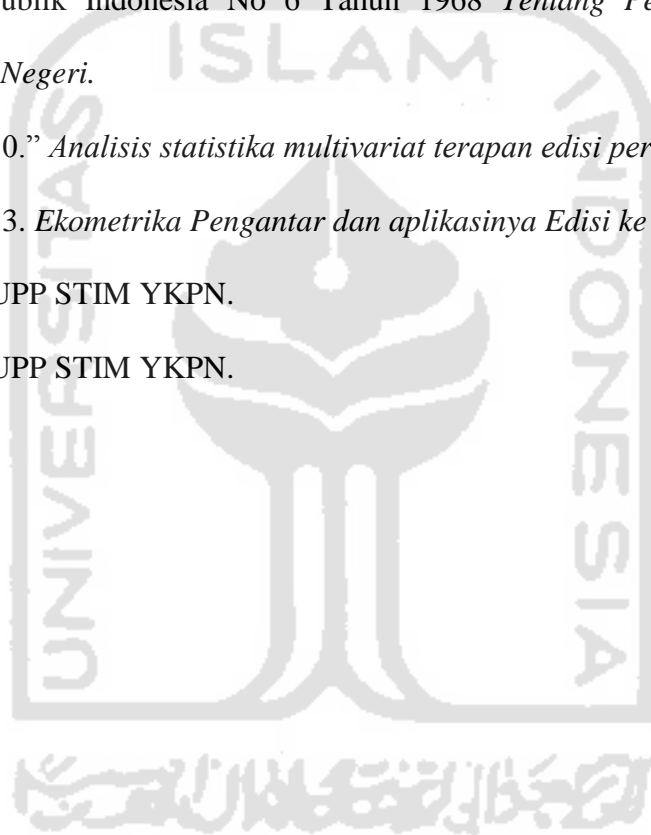 ublik Indonesia No 6 Tahun 1968 Tentang Pe
Negeri.
0.” Analisis statistika multivariat terapan edisi per
3. Ekometrika Pengantar dan aplikasinya Edisi ke
UPP STIM YKPN.
UPP STIM YKPN.
ISLAM
UNIVERSITAS
INDONESIA